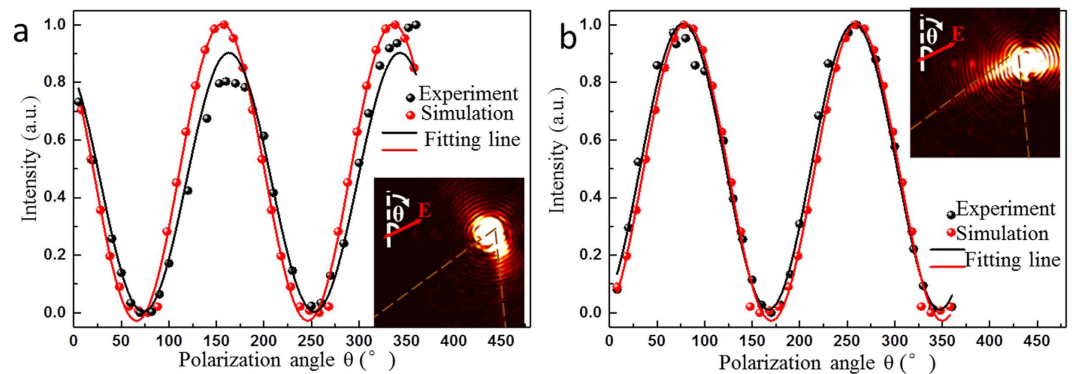 a
Intensity (a.u.)
1.0
0.8
0.6
0.4
0.2
0.0
0 50 100 150 200 250 300 350 400 450
Polarization angle θ (°)
Experiment
Simulation
Fitting line
θ
E
b
Intensity (a.u.)
1.0
0.8
0.6
0.4
0.2
0.0
0 50 100 150 200 250 300 350 400 450
Polarization angle θ (°)
θ
E
Experiment
Simulation
Fitting line